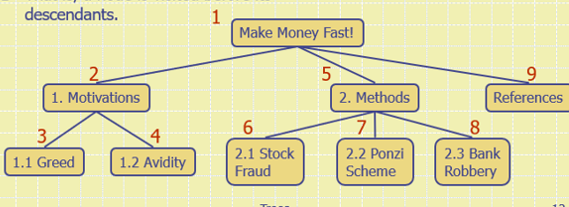 descendants.
1
Make Money Fast!
2
5
9
1. Motivations
2. Methods
References
3
4
6
7
8
1.1 Greed
1.2 Avidity
2.1 Stock
Fraud
2.2 Ponzi
Scheme
2.3 Bank
Robbery